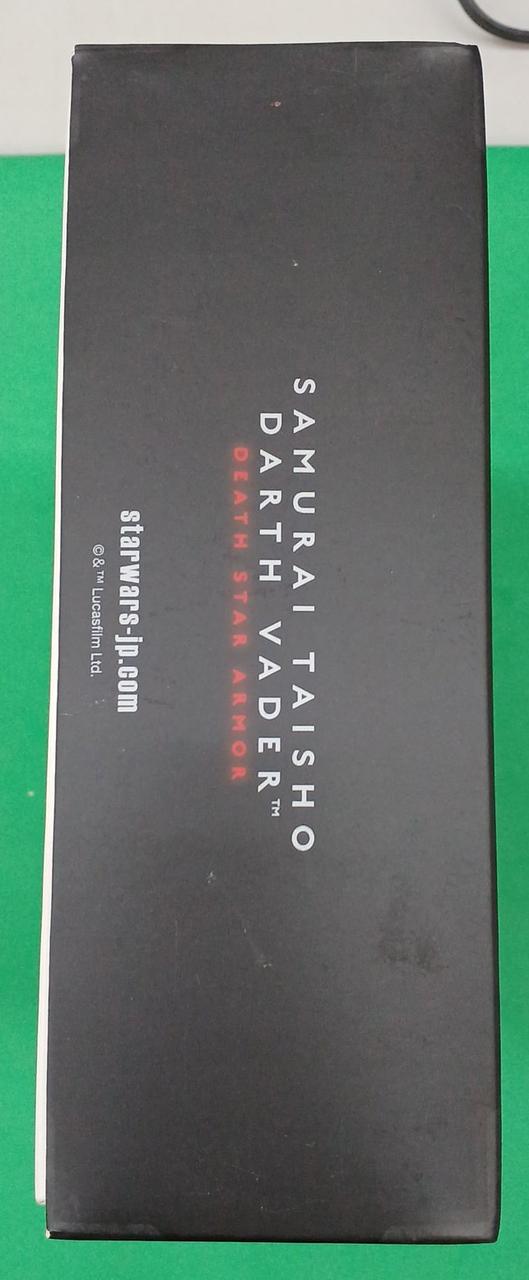 SAMURAI TAISHO
DARTH VADER™
DEATH STAR ARMOR
starwars-jp.com
©&™ Lucasfilm Ltd.